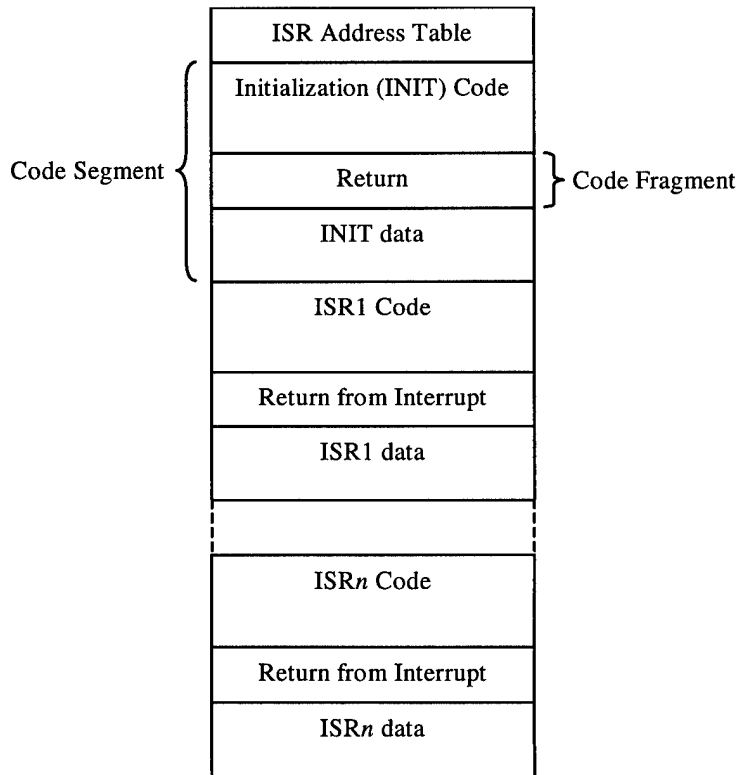 ISR Address Table
Initialization (INIT) Code
Code Segment
Return
Code Fragment
INIT data
ISR1 Code
Return from Interrupt
ISR1 data
ISRn Code
Return from Interrupt
ISRn data